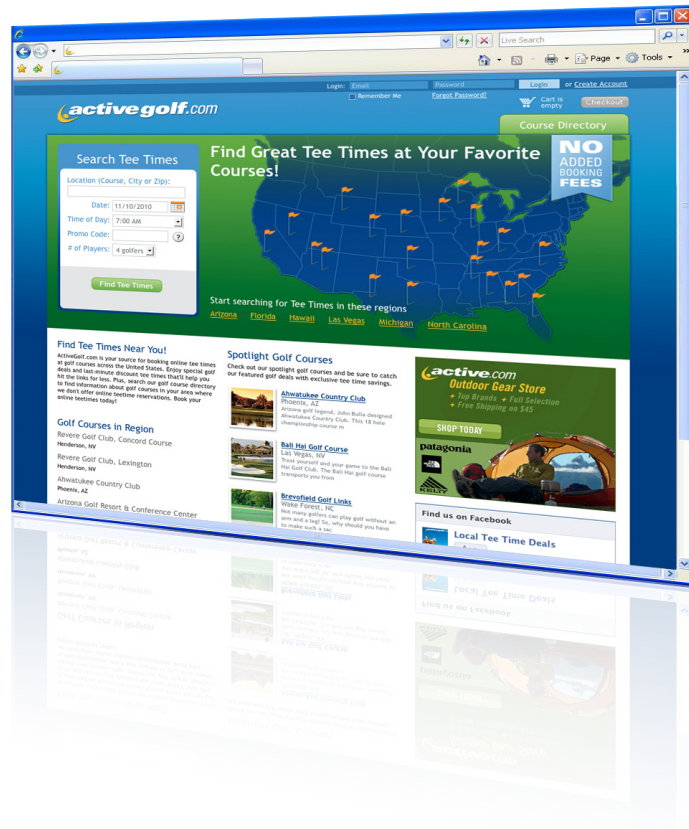 Live Search
Page
Tools
Login:
Email
Password
Login
or Create Account
Remember Me
Forgot Password?
Cart is
empty
Checkout
activegolf.com
Course Directory
Search Tee Times
Location (Course, City or Zip):
Date: 11/10/2010
Time of Day: 7:00 AM
Promo Code:
?
# of Players: 4 golfers
Find Tee Times
Find Great Tee Times at Your Favorite
Courses!
NO
ADDED
BOOKING
FEES
Start searching for Tee Times in these regions
Arizona Florida Hawaii Las Vegas Michigan North Carolina
Find Tee Times Near You!
ActiveGolf.com is your source for booking online tee times
at golf courses across the United States. Enjoy special golf
deals and last-minute discount tee times that'll help you
hit the links for less. Plus, search our golf course directory
to find information about golf courses in your area where
we don't offer online teetime reservations. Book your
online teetimes today!
Golf Courses in Region
Revere Golf Club, Concord Course
Henderson, NV
Revere Golf Club, Lexington
Henderson, NV
Ahwatukee Country Club
Phoenix, AZ
Arizona Golf Resort & Conference Center
Spotlight Golf Courses
Check out our spotlight golf courses and be sure to catch
our featured golf deals with exclusive tee time savings.
Ahwatukee Country Club
Phoenix, AZ
Arizona golf legend, John Bulla designed
Ahwatukee Country Club. This 18 hole
championship course m
Bali Hai Golf Course
Las Vegas, NV
Treat yourself and your game to the Bali
Hai Golf Club. The Bali Hai golf course
transports you from
Brevofield Golf Links
Wake Forest, NC
Not many golfers can play golf without an
arm and a leg! So, why should you have
to make such a sac
active.com
Outdoor Gear Store
+ Top Brands + Full Selection
+ Free Shipping on $45
SHOP TODAY
patagonia
KELTY
Find us on Facebook
Local Tee Time Deals